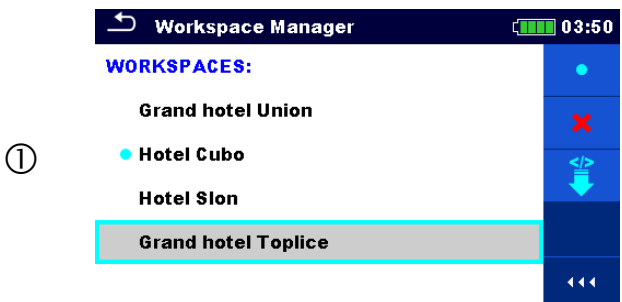 Workspace Manager 03:50
WORKSPACES:
Grand hotel Union
① Hotel Cubo
</>
Hotel Slon
Grand hotel Toplice